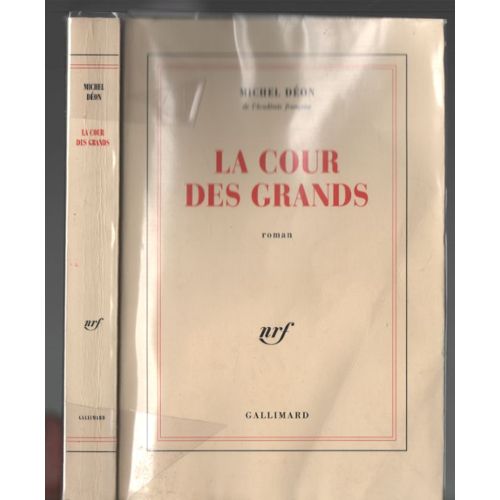 MICHEL
DÉON
LA COUR
DES GRANDS
nrf
GALLIMARD
MICHEL DÉON
de l'Académie française
LA COUR
DES GRANDS
roman
nrf
GALLIMARD